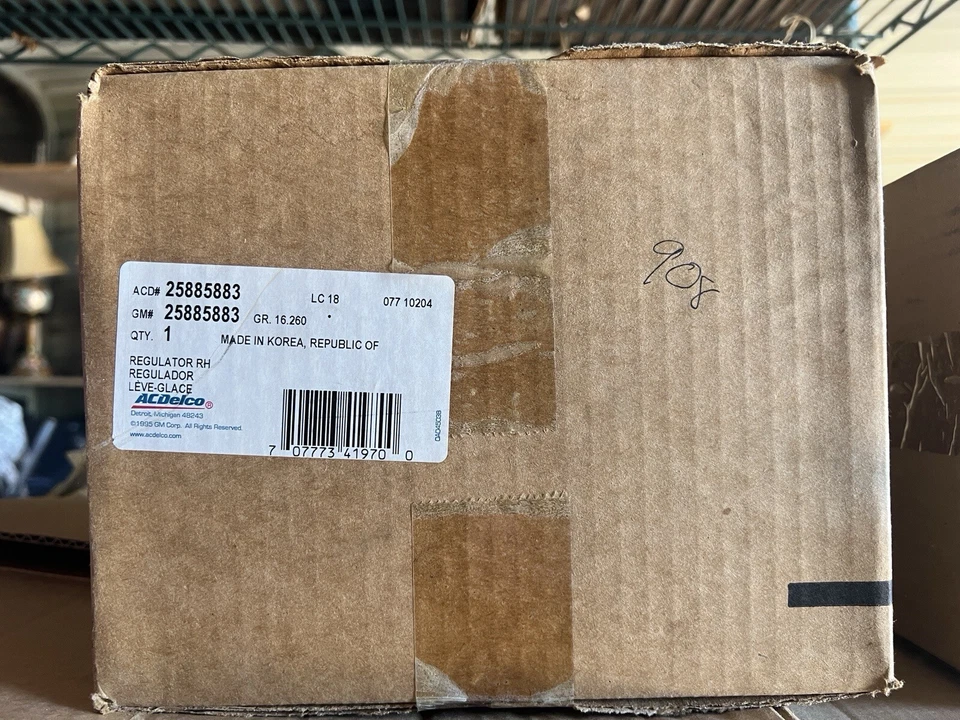 ACD# 25885883 LC 18 077 10204
GM# 25885883 GR. 16.260
QTY. 1 MADE IN KOREA, REPUBLIC OF
REGULATOR RH
REGULADOR
LÈVE-GLACE
ACDelco®
Detroit, Michigan 48243
©1995 GM Corp. All Rights Reserved.
www.acdelco.com
7 07773 41970 0
908